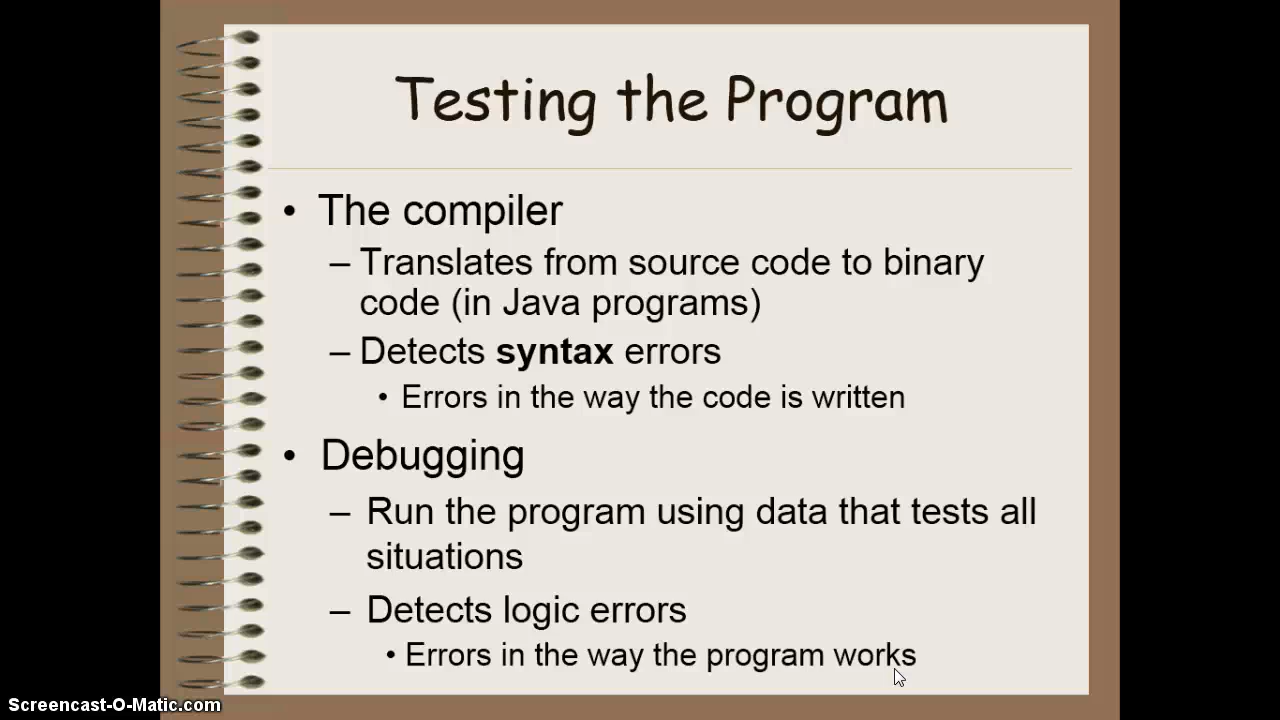 Testing the Program
• The compiler
– Translates from source code to binary
code (in Java programs)
– Detects syntax errors
• Errors in the way the code is written
• Debugging
– Run the program using data that tests all
situations
– Detects logic errors
• Errors in the way the program works
Screencast-O-Matic.com